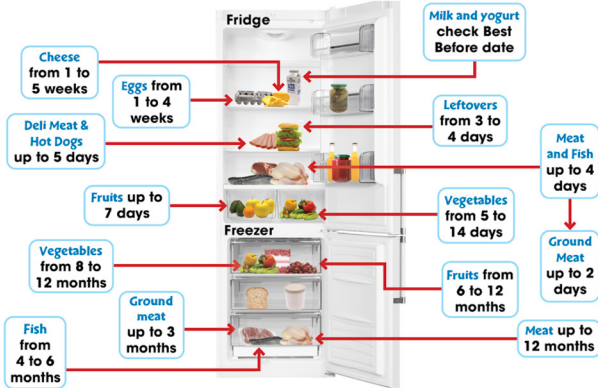 Fridge
Milk and yogurt
check Best
Before date
Cheese
from 1 to
5 weeks
Eggs from
1 to 4
weeks
Leftovers
from 3 to
4 days
Deli Meat &
Hot Dogs
up to 5 days
Meat
and Fish
up to 4
days
Fruits up to
7 days
Vegetables
from 5 to
14 days
Ground
Meat
up to 2
days
Freezer
Vegetables
from 8 to
12 months
Fruits from
6 to 12
months
Ground
meat
up to 3
months
Fish
from
4 to 6
months
Meat up to
12 months